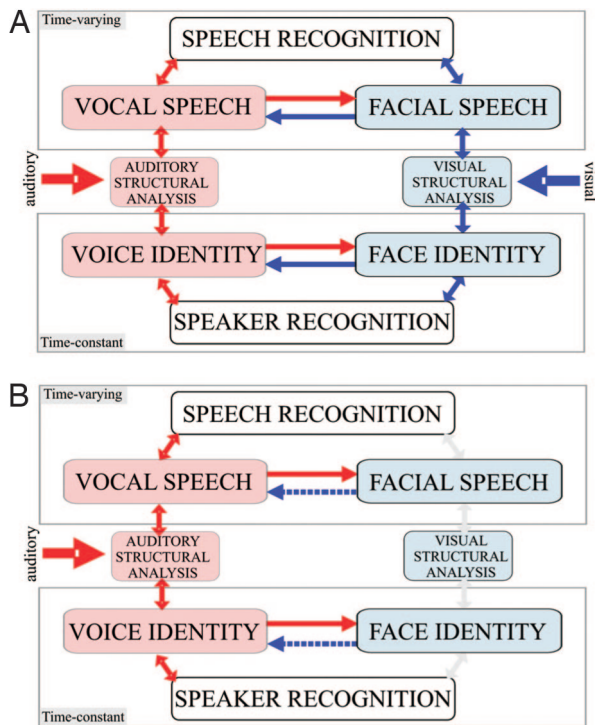 A
Time-varying
SPEECH RECOGNITION
VOCAL SPEECH
FACIAL SPEECH
auditory
AUDITORY
STRUCTURAL
ANALYSIS
VISUAL
STRUCTURAL
ANALYSIS
visual
VOICE IDENTITY
FACE IDENTITY
SPEAKER RECOGNITION
Time-constant
B
Time-varying
SPEECH RECOGNITION
VOCAL SPEECH
FACIAL SPEECH
auditory
AUDITORY
STRUCTURAL
ANALYSIS
VISUAL
STRUCTURAL
ANALYSIS
VOICE IDENTITY
FACE IDENTITY
SPEAKER RECOGNITION
Time-constant